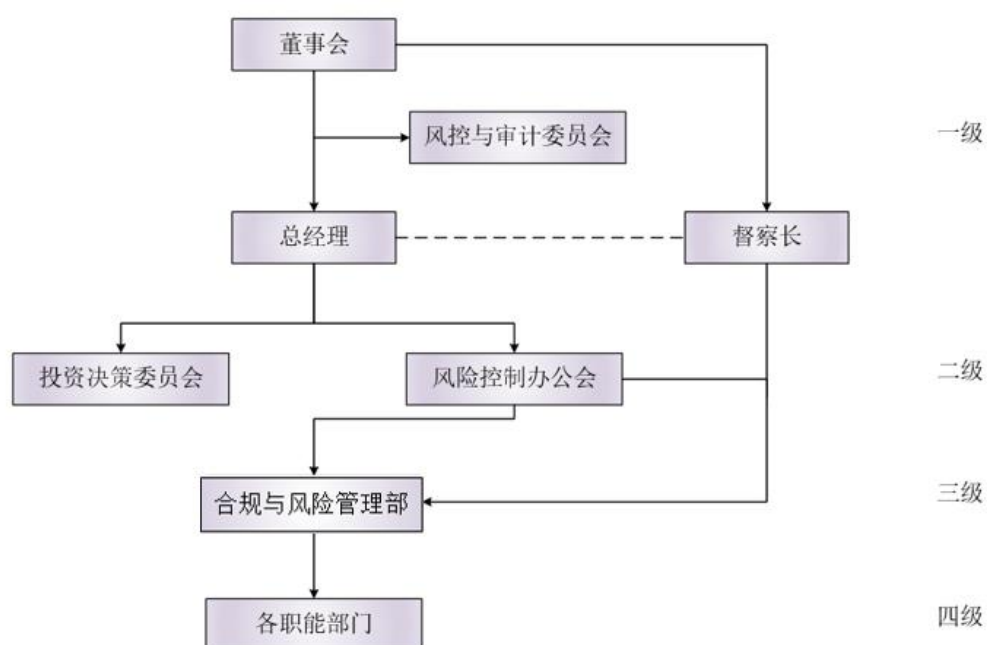 董事会
风控与审计委员会
一级
总经理
督察长
投资决策委员会
风险控制办公会
二级
合规与风险管理部
三级
各职能部门
四级